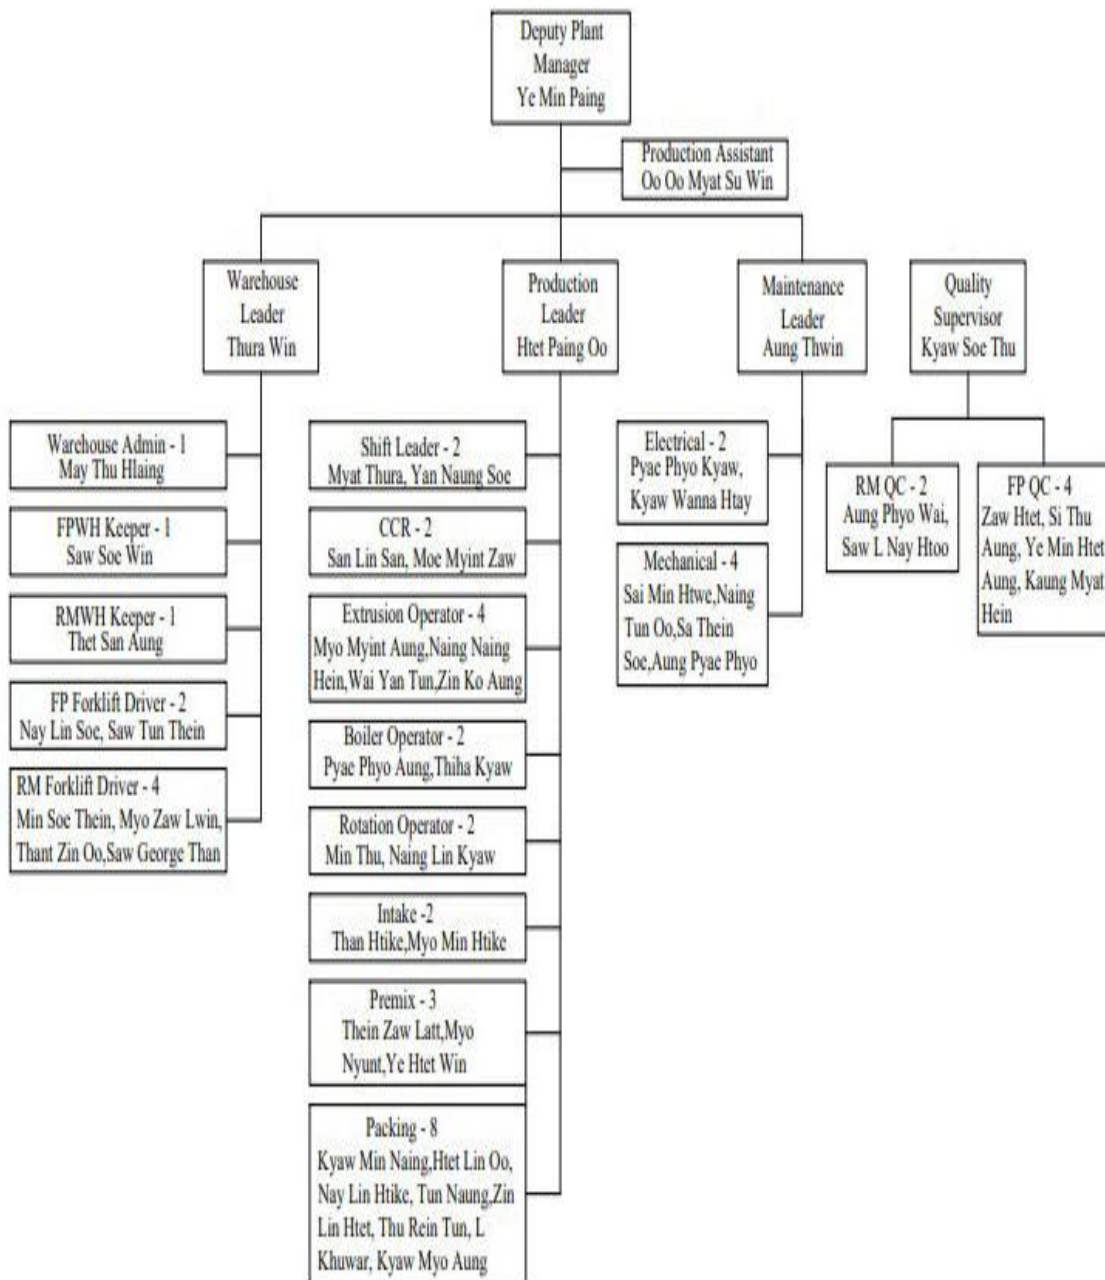 Deputy Plant
Manager
Ye Min Paing
Production Assistant
Oo Oo Myat Su Win
Warehouse
Leader
Thura Win
Production
Leader
Htet Paing Oo
Maintenance
Leader
Aung Thwin
Quality
Supervisor
Kyaw Soe Thu
Warehouse Admin - 1
May Thu Hlaing
FPWH Keeper - 1
Saw Soe Win
RMWH Keeper - 1
Thet San Aung
FP Forklift Driver - 2
Nay Lin Soe, Saw Tun Thein
RM Forklift Driver - 4
Min Soe Thein, Myo Zaw Lwin,
Thant Zin Oo,Saw George Than
Shift Leader - 2
Myat Thura, Yan Naung Soe
CCR - 2
San Lin San, Moe Myint Zaw
Extrusion Operator - 4
Myo Myint Aung,Naing Naing
Hein,Wai Yan Tun,Zin Ko Aung
Boiler Operator - 2
Pyae Phyo Aung,Thiha Kyaw
Rotation Operator - 2
Min Thu, Naing Lin Kyaw
Intake -2
Than Htike,Myo Min Htike
Premix - 3
Thein Zaw Latt,Myo
Nyunt,Ye Htet Win
Packing - 8
Kyaw Min Naing,Htet Lin Oo,
Nay Lin Htike, Tun Naung,Zin
Lin Htet, Thu Rein Tun, L
Khuwar, Kyaw Myo Aung
Electrical - 2
Pyae Phyo Kyaw,
Kyaw Wanna Htay
Mechanical - 4
Sai Min Htwe,Naing
Tun Oo,Sa Thein
Soe,Aung Pyae Phyo
RM QC - 2
Aung Phyo Wai,
Saw L Nay Htoo
FP QC - 4
Zaw Htet, Si Thu
Aung, Ye Min Htet
Aung, Kaung Myat
Hein